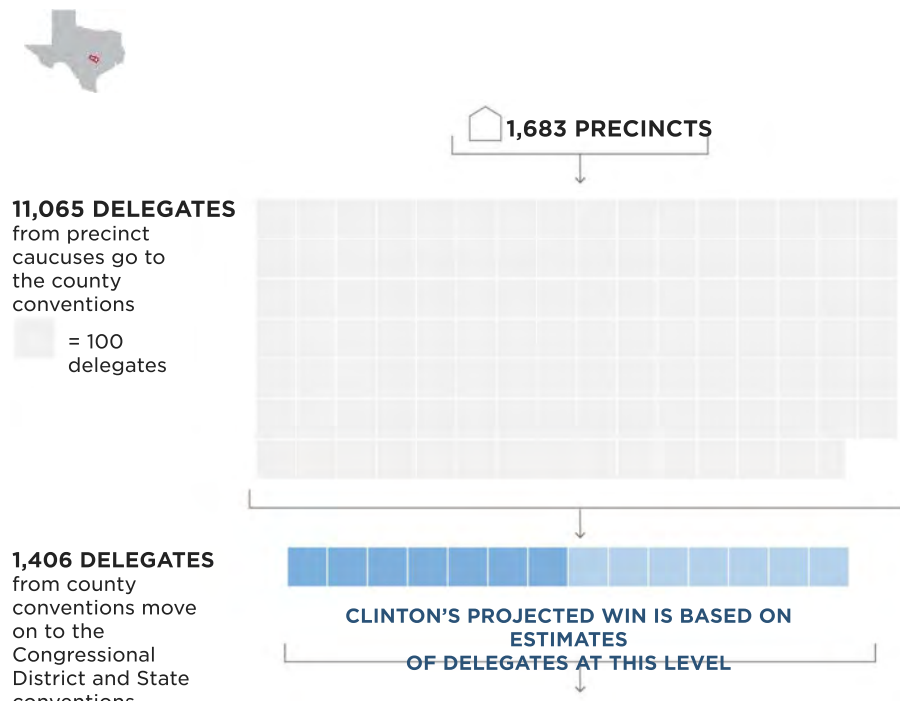 1,683 PRECINCTS
11,065 DELEGATES
from precinct
caucuses go to
the county
conventions
= 100
delegates
1,406 DELEGATES
from county
conventions move
on to the
Congressional
District and State
conventions
CLINTON'S PROJECTED WIN IS BASED ON
ESTIMATES
OF DELEGATES AT THIS LEVEL